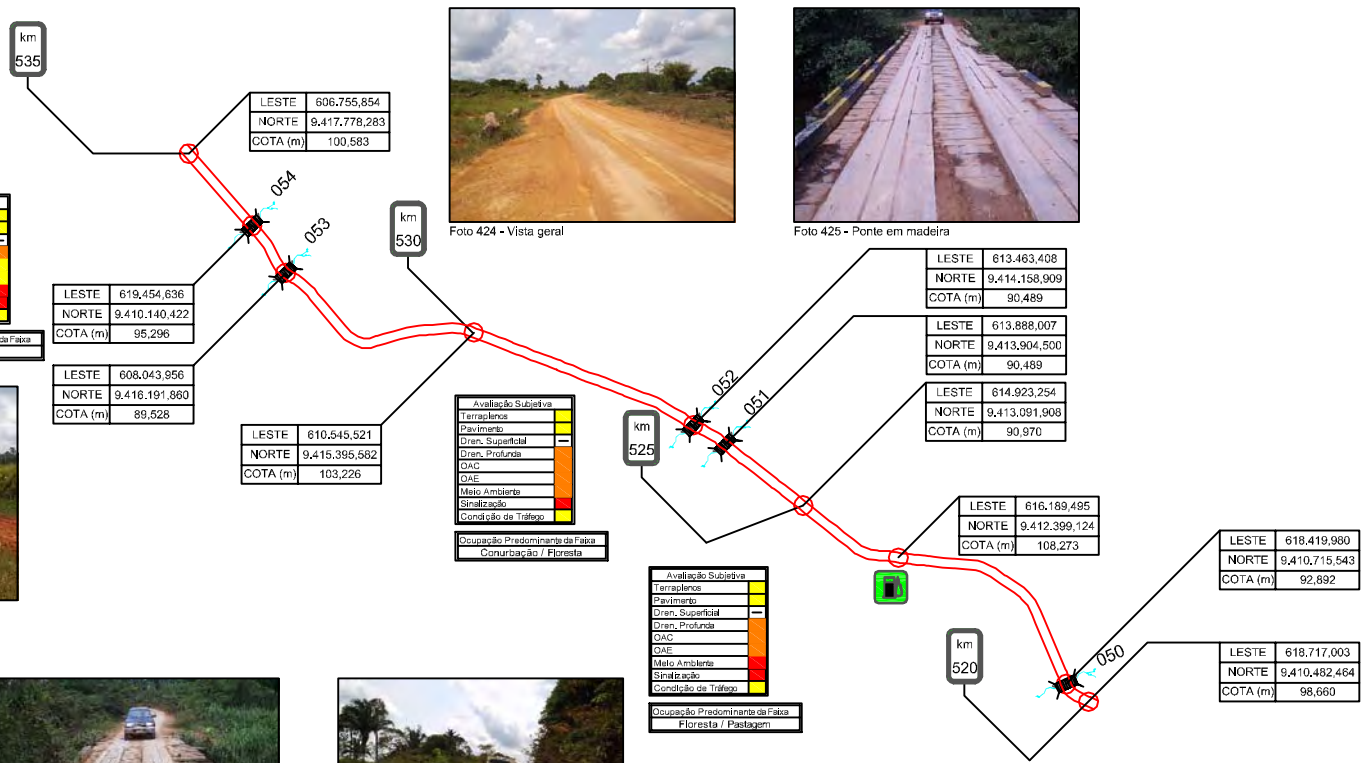 km
535
LESTE 606.755,854
NORTE 9.417.778,283
COTA (m) 100,583
Foto 424 - Vista geral
Foto 425 - Ponte em madeira
054
053
km
530
LESTE 619.454,636
NORTE 9.410.140,422
COTA (m) 95,296
da Faixa
LESTE 608.043,956
NORTE 9.416.191,860
COTA (m) 89,528
LESTE 610.545,521
NORTE 9.415.395,582
COTA (m) 103,226
LESTE 613.463,408
NORTE 9.414.158,909
COTA (m) 90,489
LESTE 613.888,007
NORTE 9.413.904,500
COTA (m) 90,489
LESTE 614.923,254
NORTE 9.413.091,908
COTA (m) 90,970
052
051
km
525
Avaliação Subjetiva
Terraplenos
Pavimento
Dren. Superficial
Dren. Profunda
OAC
OAE
Meio Ambiente
Sinalização
Condição de Tráfego
Ocupação Predominante da Faixa
Conurbação / Floresta
LESTE 616.189,495
NORTE 9.412.399,124
COTA (m) 108,273
LESTE 618.419,980
NORTE 9.410.715,543
COTA (m) 92,892
Avaliação Subjetiva
Terraplenos
Pavimento
Dren. Superficial
Dren. Profunda
OAC
OAE
Meio Ambiente
Sinalização
Condição de Tráfego
Ocupação Predominante da Faixa
Floresta / Pastagem
km
520
050
LESTE 618.717,003
NORTE 9.410.482,464
COTA (m) 98,660